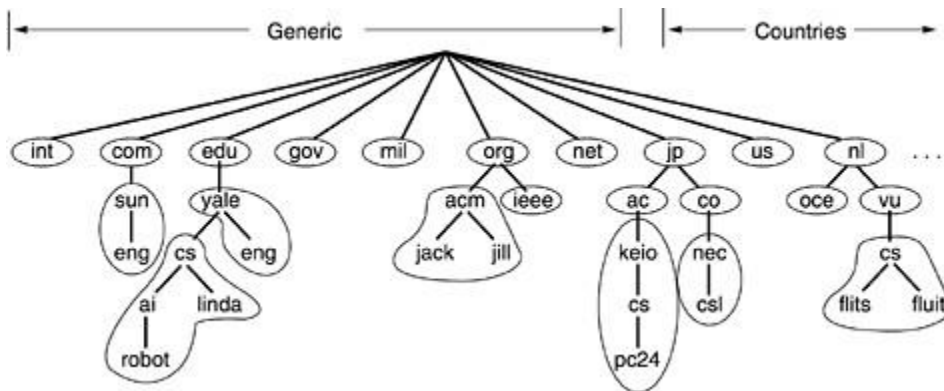 Generic Countries
int com edu gov mil org net jp us nl ...
sun yale acm ieee ac co oce vu
eng cs eng jack jill keio nec cs
ai linda cs csl flits fluit
robot pc24